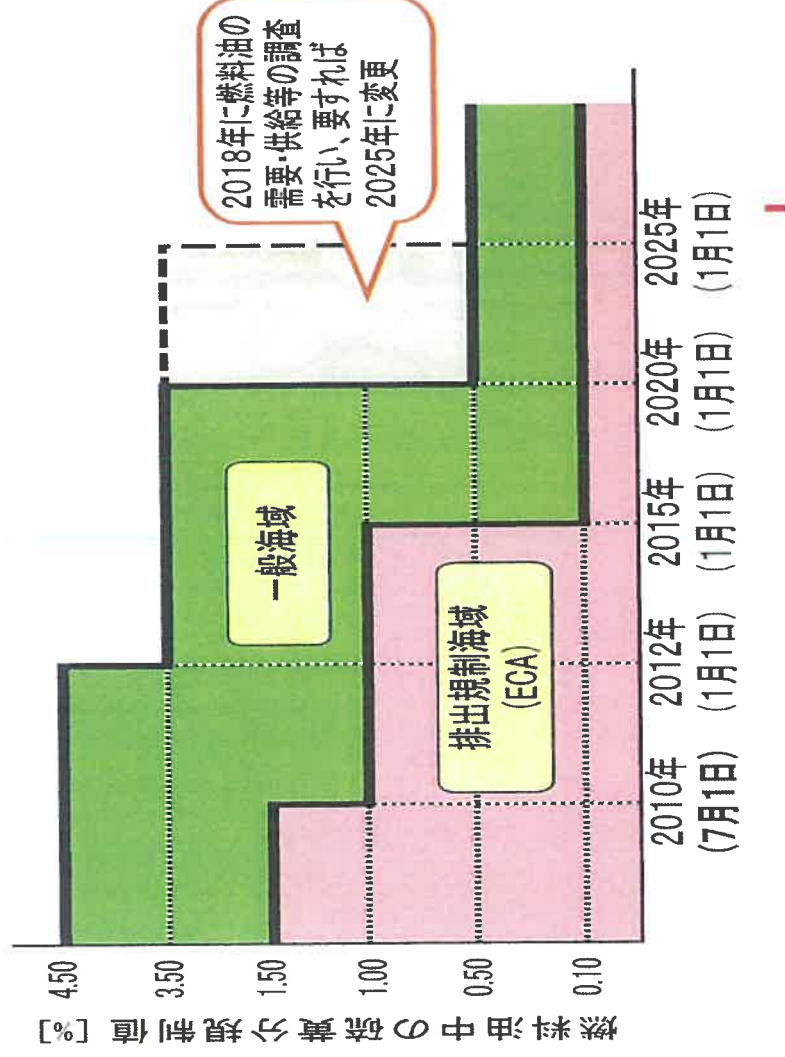 燃料油中の硫黄分規制値 [%]
4.50
3.50
1.50
1.00
0.50
0.10
一般海域
排出規制海域
(ECA)
2018年に燃料油の
需要・供給等の調査
を行い、要すれば
2025年に変更
2010年
(7月1日)
2012年
(1月1日)
2015年
(1月1日)
2020年
(1月1日)
2025年
(1月1日)